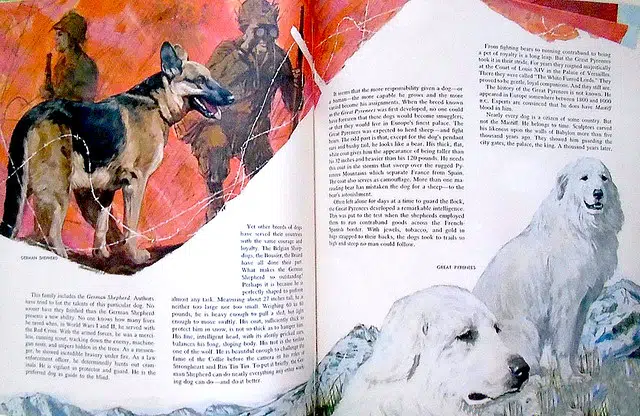 GERMAN SHEPHERD
Yet other breeds of dogs
have served their countries
with the same courage and
loyalty. The Belgian Sheep-
dogs, the Bouvier, the Briard
have all done their part.
What makes the German
Shepherd so outstanding?
Perhaps it is because he is
perfectly shaped to perform
This family includes the German Shepherd. Authors
have tend to list the talents of this particular dog. No
sooner have they finished than the German Shepherd
presents a new ability. No one knows how many lives
he saved when, in World Wars I and II, he served with
the Red Cross. With the armed forces, he was a merci-
less, cunning scout, tracking down the enemy, machine-
gun nests, and snipers hidden in the trenches. As a messen-
ger, he showed incredible bravery under fire. As a law
enforcement officer, he determinedly hunts out crim-
inals. He is vigilant as protector and guard. He is the
preferred dog as guide to the blind.
almost any task. Measuring about 25 inches tall, he is
neither too large nor too small. Weighing 60 to 85
pounds, he is heavy enough to pull a sled, but light
enough to move swiftly. His coat, sufficiently thick to
protect him in snow, is not so thick as to hamper him.
His fine, intelligent head, with its alertly pricked ears,
balances his long, sloping body. He is the
one of the wolf. He is beautiful enough to challenge the
fame of the Collie before the camera in his roles of
Strongheart and Rin Tin Tin. To put it briefly, the Ger-
man Shepherd can do nearly everything any other work-
ing dog can do—and do it better.
It seems that the more responsibility given a dog—or
a human—the more capable he grows and the more
varied become his assignments. When the breed known
as the Great Pyrenees was first developed, no one could
have foreseen that these dogs would become smugglers,
or that they would live in Europe's finest palace. The
Great Pyrenees was expected to herd sheep—and fight
bears. The odd part is that, except for the dog's pendant
ears and bushy tail, he looks like a bear. His thick, flat,
white coat gives him the appearance of being taller than
his 32 inches and heavier than his 120 pounds. He needs
this coat in the storms that sweep over the rugged Py-
renees Mountains which separate France from Spain.
The coat also serves as camouflage. More than one ma-
rauding bear has mistaken the dog for a sheep—to the
bear's astonishment.
Often left alone for days at a time to guard the flock,
the Great Pyrenees developed a remarkable intelligence.
This was put to the test when the shepherds employed
them to run contraband goods across the French-
Spanish border. With jewels, tobacco, and gold in
bags strapped to their backs, the dogs took to trails so
high and steep no man could follow.
GREAT PYRENEES
From fighting bears to running contraband to being
a pet of royalty is a long leap. But the Great Pyrenees
took it in their stride. For years they reigned majestically
at the Court of Louis XIV in the Palace of Versailles.
There they were called "The White-Furred Lords." They
proved to be gentle, loyal companions. And they still are.
The history of the Great Pyrenees is not known. He
appeared in Europe somewhere between 1800 and 1000
B.C. Experts are convinced that he does have Mastiff
blood in him.
Nearly every dog is a citizen of some country. But
not the Mastiff. He belongs to time. Sculptors carved
his likeness upon the walls of Babylon more than five
thousand years ago. They should him guarding the
city gates, the palace, the king. A thousand years later,